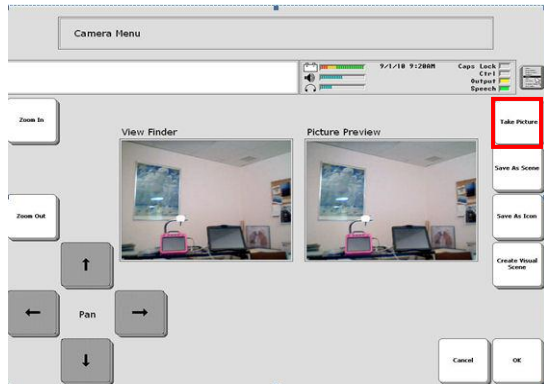 Camera Menu
9/1/10 9:20AM
Caps Lock
Ctrl
Output
Speech
Zoom In
View Finder
Picture Preview
Take Picture
Save As Scene
Zoom Out
Save As Icon
Create Visual
Scene
Pan
Cancel
OK